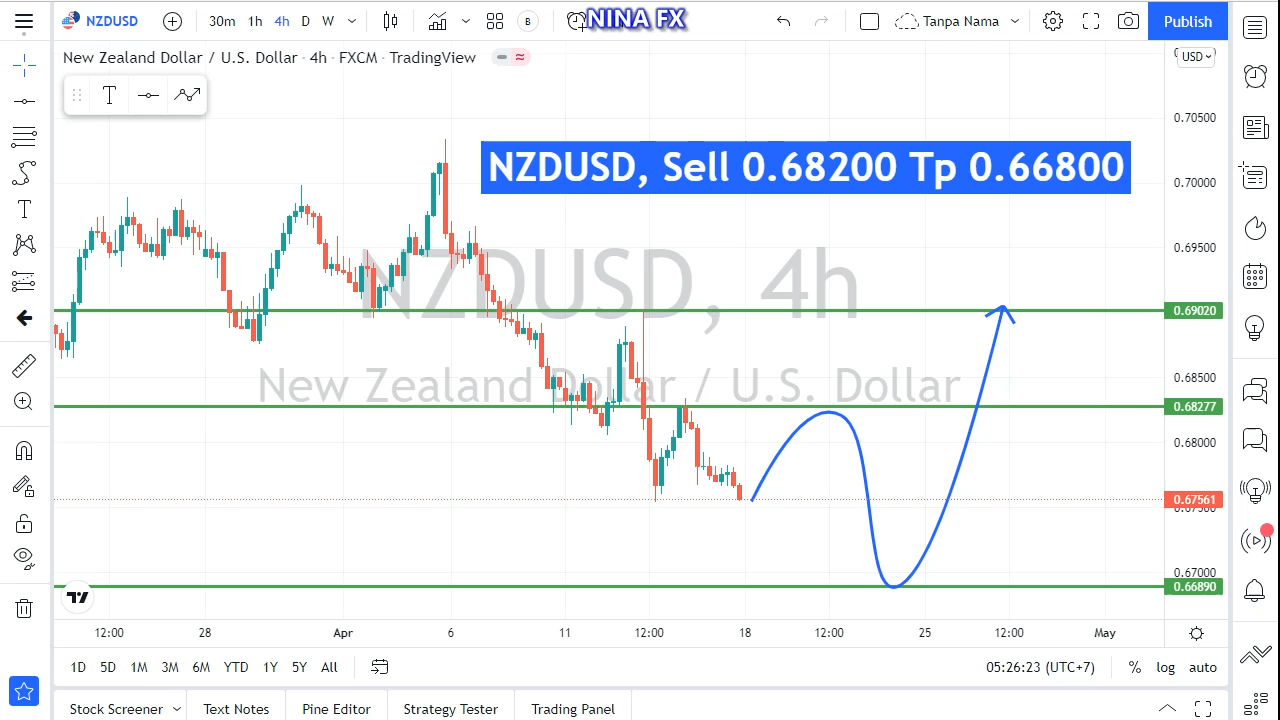 NZDUSD 30m 1h 4h D W B NINA FX Tanpa Nama Publish
New Zealand Dollar / U.S. Dollar · 4h · FXCM · TradingView
USD
T
0.70500
NZDUSD, Sell 0.68200 Tp 0.66800
0.70000
0.69500
NZDUSD, 4h
0.69020
New Zealand Dollar / U.S. Dollar
0.68500
0.68277
0.68000
0.67561
0.67500
0.67000
0.66890
12:00 28 Apr 6 11 12:00 18 12:00 25 12:00 May
1D 5D 1M 3M 6M YTD 1Y 5Y All 05:26:23 (UTC+7) % log auto
Stock Screener Text Notes Pine Editor Strategy Tester Trading Panel